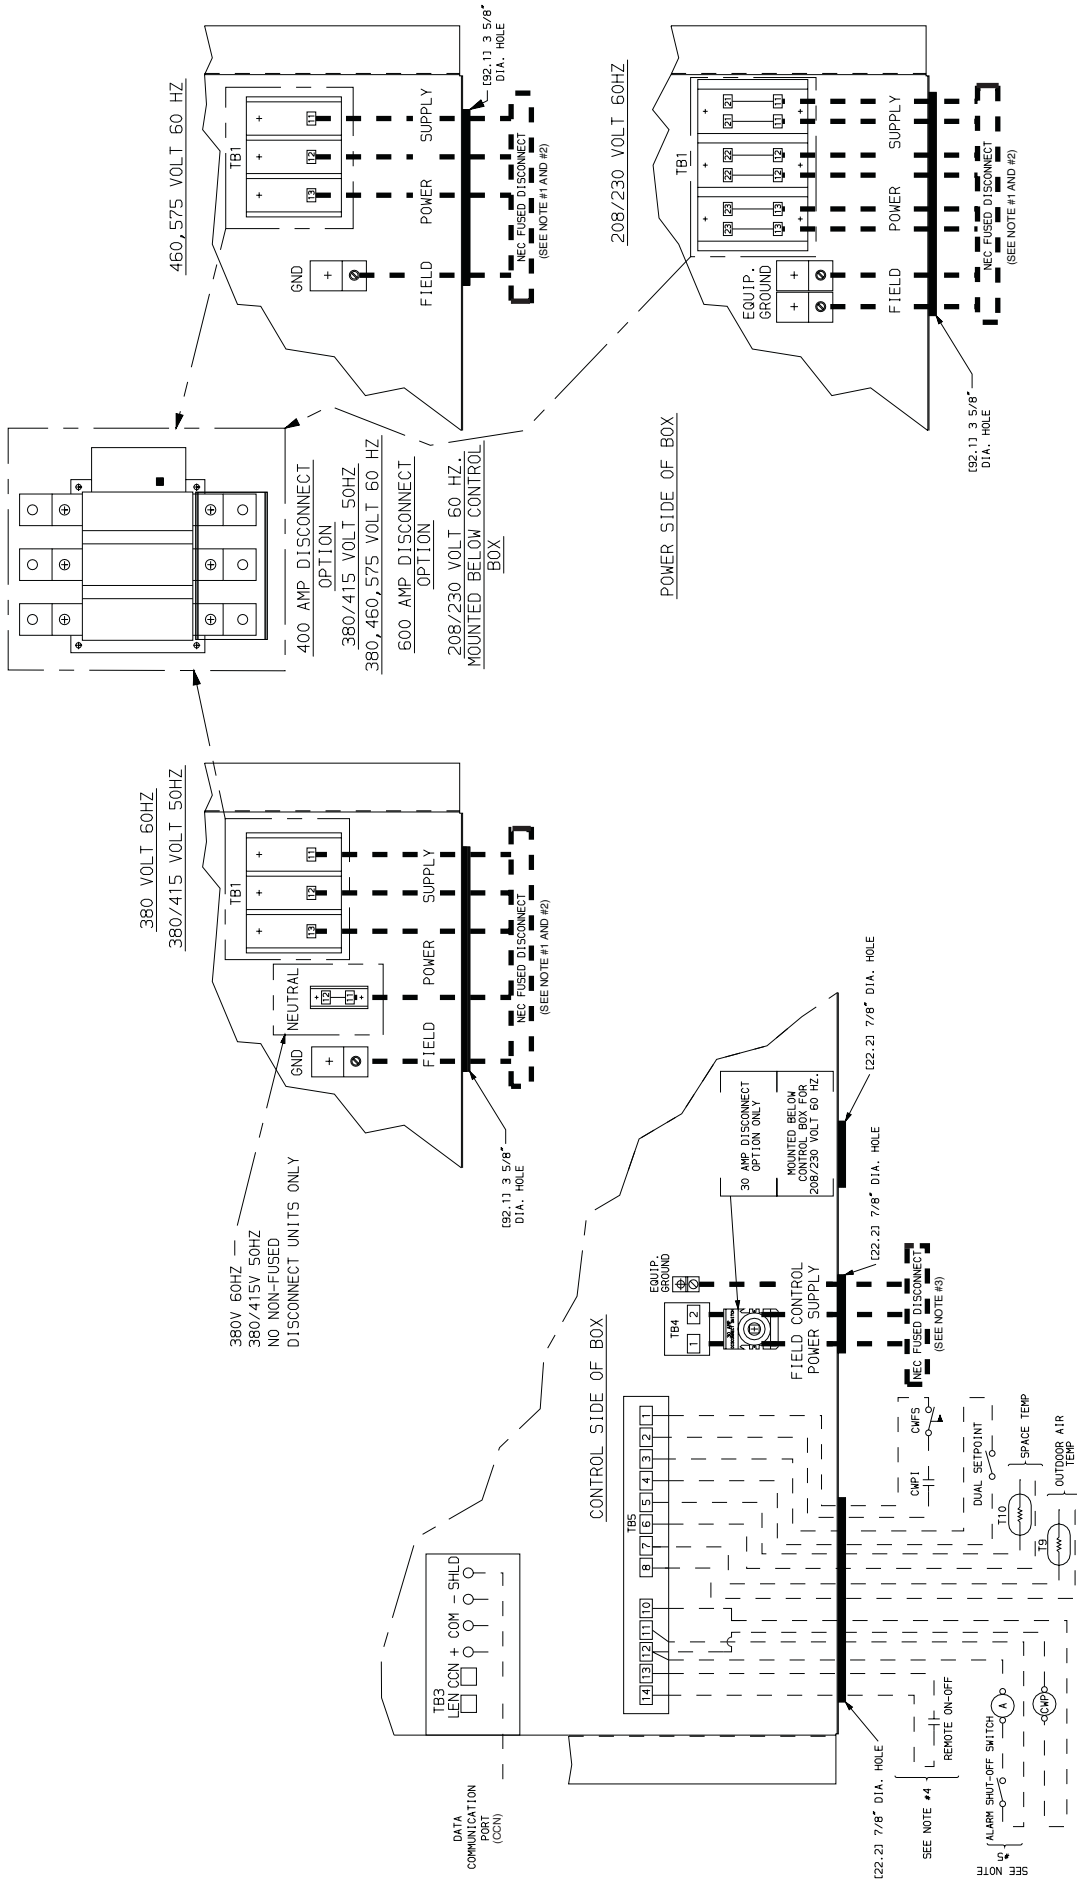 380 VOLT 60HZ
380/415 VOLT 50HZ
TB1
13
12
11
NEUTRAL
12
11
GND
FIELD
POWER
SUPPLY
NEC FUSED DISCONNECT
(SEE NOTE #1 AND #2)
[92.1] 3 5/8"
DIA. HOLE
380V 60HZ
380/415V 50HZ
NO NON-FUSED
DISCONNECT UNITS ONLY
400 AMP DISCONNECT
OPTION
380/415 VOLT 50HZ
380,460,575 VOLT 60 HZ
600 AMP DISCONNECT
OPTION
208/230 VOLT 60 HZ.
MOUNTED BELOW CONTROL
BOX
460,575 VOLT 60 HZ
TB1
13
12
11
GND
FIELD
POWER
SUPPLY
[92.1] 3 5/8"
DIA. HOLE
NEC FUSED DISCONNECT
(SEE NOTE #1 AND #2)
208/230 VOLT 60HZ
TB1
23
23
22
22
21
21
13
13
12
12
11
11
EQUIP.
GROUND
FIELD
POWER
SUPPLY
NEC FUSED DISCONNECT
(SEE NOTE #1 AND #2)
[92.1] 3 5/8"
DIA. HOLE
POWER SIDE OF BOX
CONTROL SIDE OF BOX
TB3
LEN CCN + COM - SHLD
DATA
COMMUNICATION
PORT
(CCN)
TB5
14
13
12
11
10
8
7
6
5
4
3
2
1
TB4
1
2
EQUIP.
GROUND
30 AMP DISCONNECT
OPTION ONLY
MOUNTED BELOW
CONTROL BOX FOR
208/230 VOLT 60 HZ.
FIELD CONTROL
POWER SUPPLY
[22.2] 7/8" DIA. HOLE
[22.2] 7/8" DIA. HOLE
NEC FUSED DISCONNECT
(SEE NOTE #3)
[22.2] 7/8" DIA. HOLE
SEE NOTE #4
REMOTE ON-OFF
SEE NOTE
#5
ALARM SHUT-OFF SWITCH
A
CWP
CWPI
CWFS
DUAL SETPOINT
T10
SPACE TEMP
T9
OUTDOOR AIR
TEMP